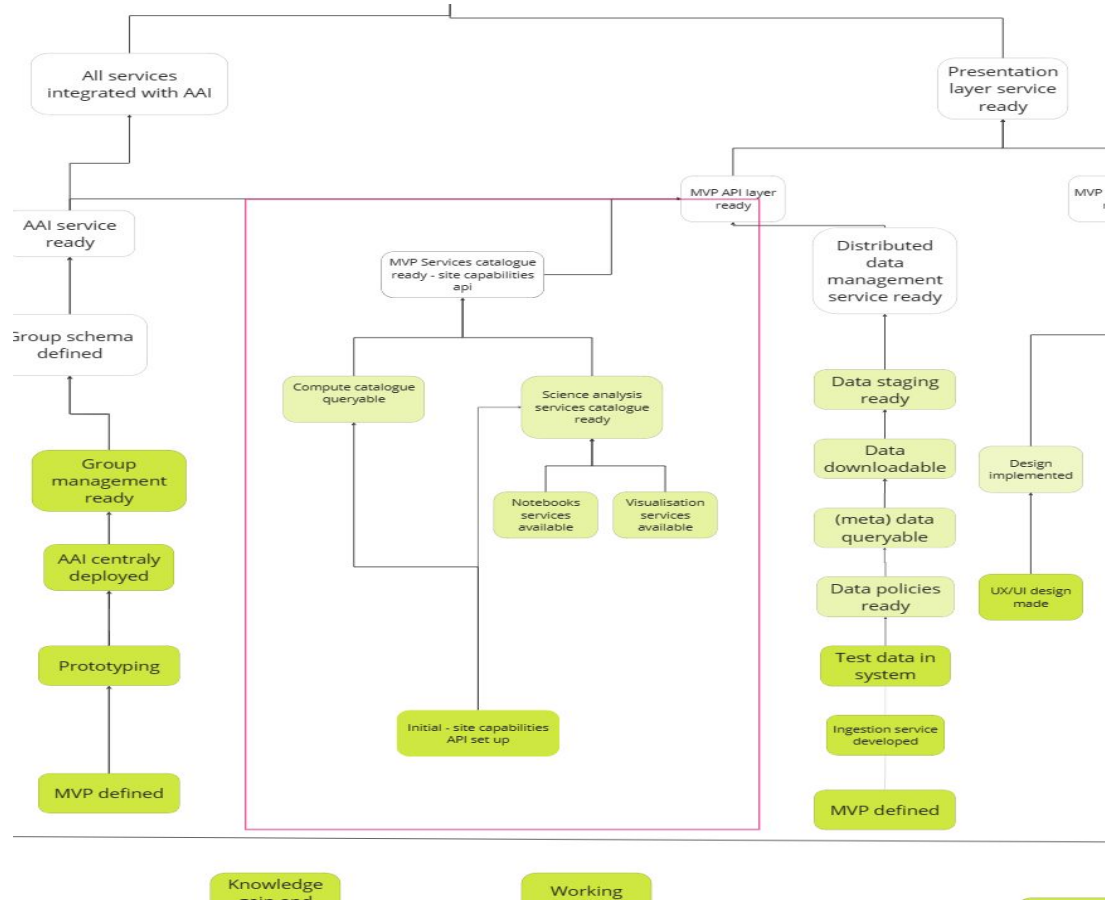 All services
integrated with AAI
Presentation
layer service
ready
MVP API layer
ready
MVP
AAI service
ready
Distributed
data
management
service ready
MVP Services catalogue
ready - site capabilities
api
Group schema
defined
Compute catalogue
queryable
Science analysis
services catalogue
ready
Data staging
ready
Group
management
ready
Data
downloadable
Design
implemented
Notebooks
services
available
Visualisation
services
available
(meta) data
queryable
AAI centraly
deployed
Data policies
ready
UX/UI design
made
Prototyping
Test data in
system
Initial - site capabilities
API set up
Ingestion service
developed
MVP defined
MVP defined
Knowledge
gain and
Working